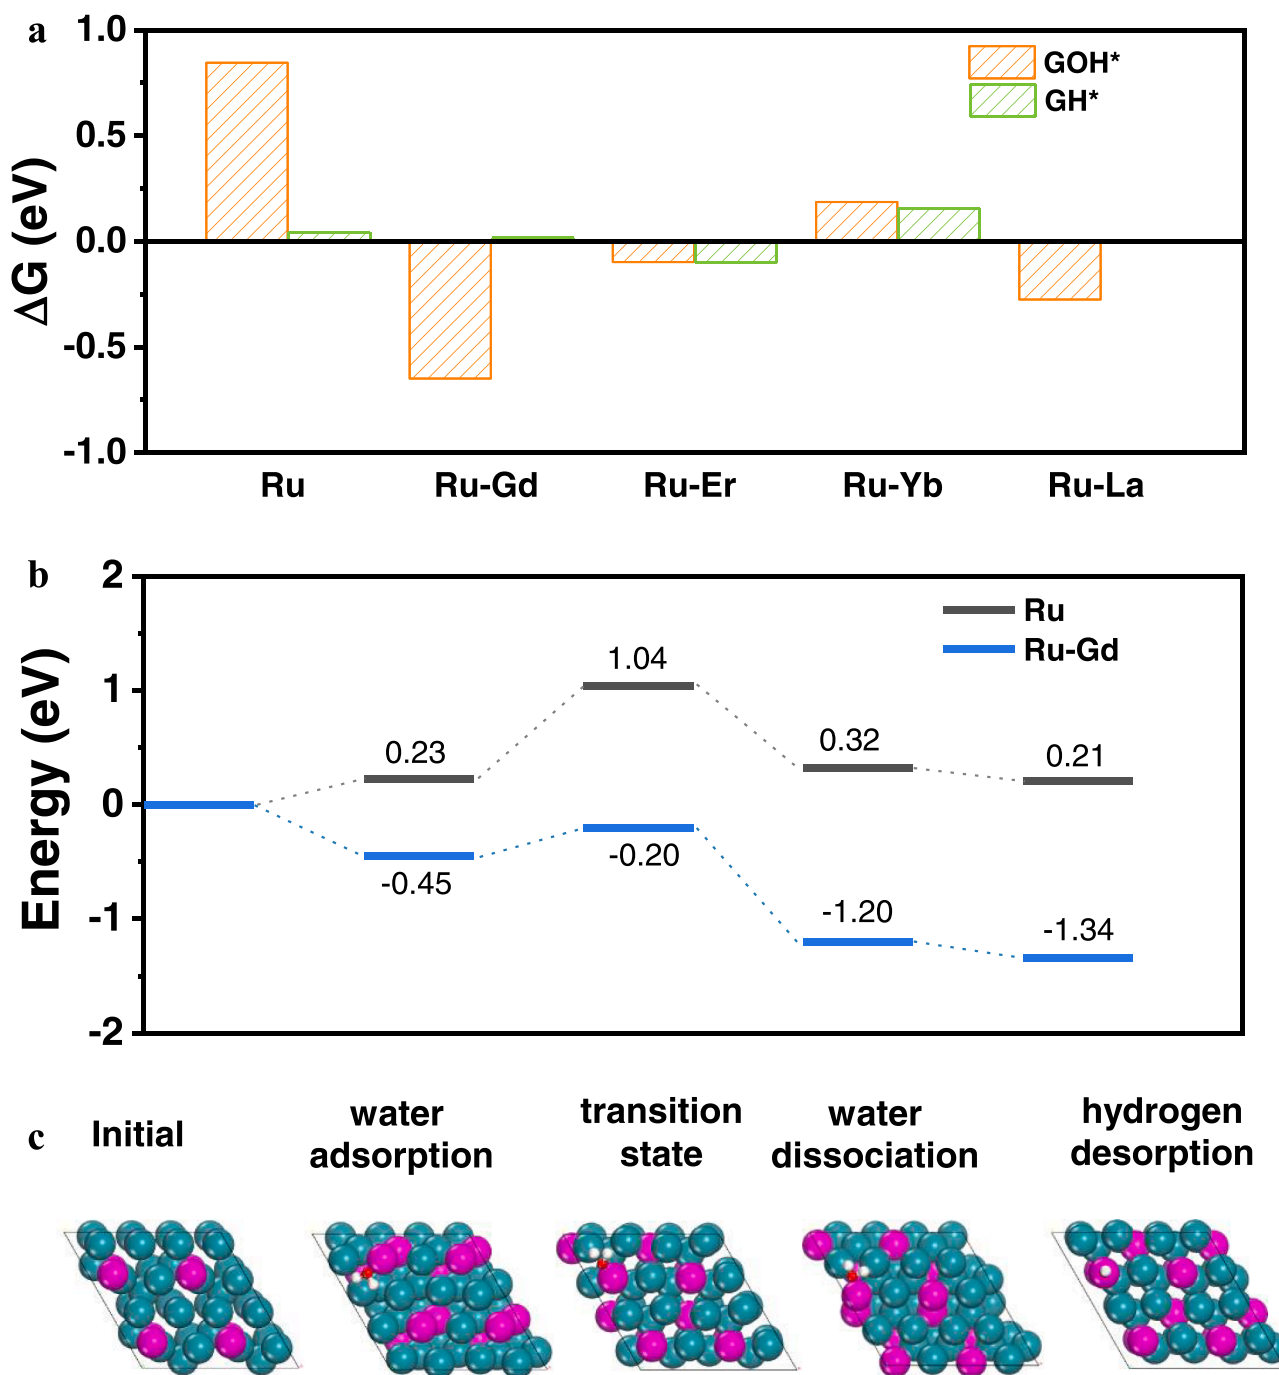 a
1.0
0.5
0.0
-0.5
-1.0
ΔG (eV)
GOH*
GH*
Ru
Ru-Gd
Ru-Er
Ru-Yb
Ru-La
b
2
1
0
-1
-2
Energy (eV)
Ru
Ru-Gd
1.04
0.23
0.32
0.21
-0.45
-0.20
-1.20
-1.34
c
Initial
water
adsorption
transition
state
water
dissociation
hydrogen
desorption